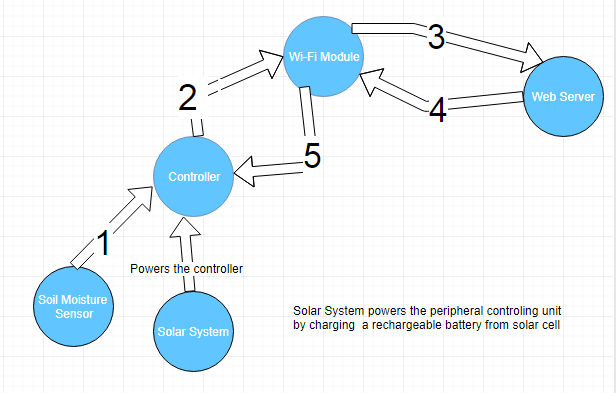 3
Wi-Fi Module
2
Web Server
4
5
Controller
1
Powers the controller
Soil Moisture
Sensor
Solar System
Solar System powers the peripheral controling unit
by charging a rechargeable battery from solar cell